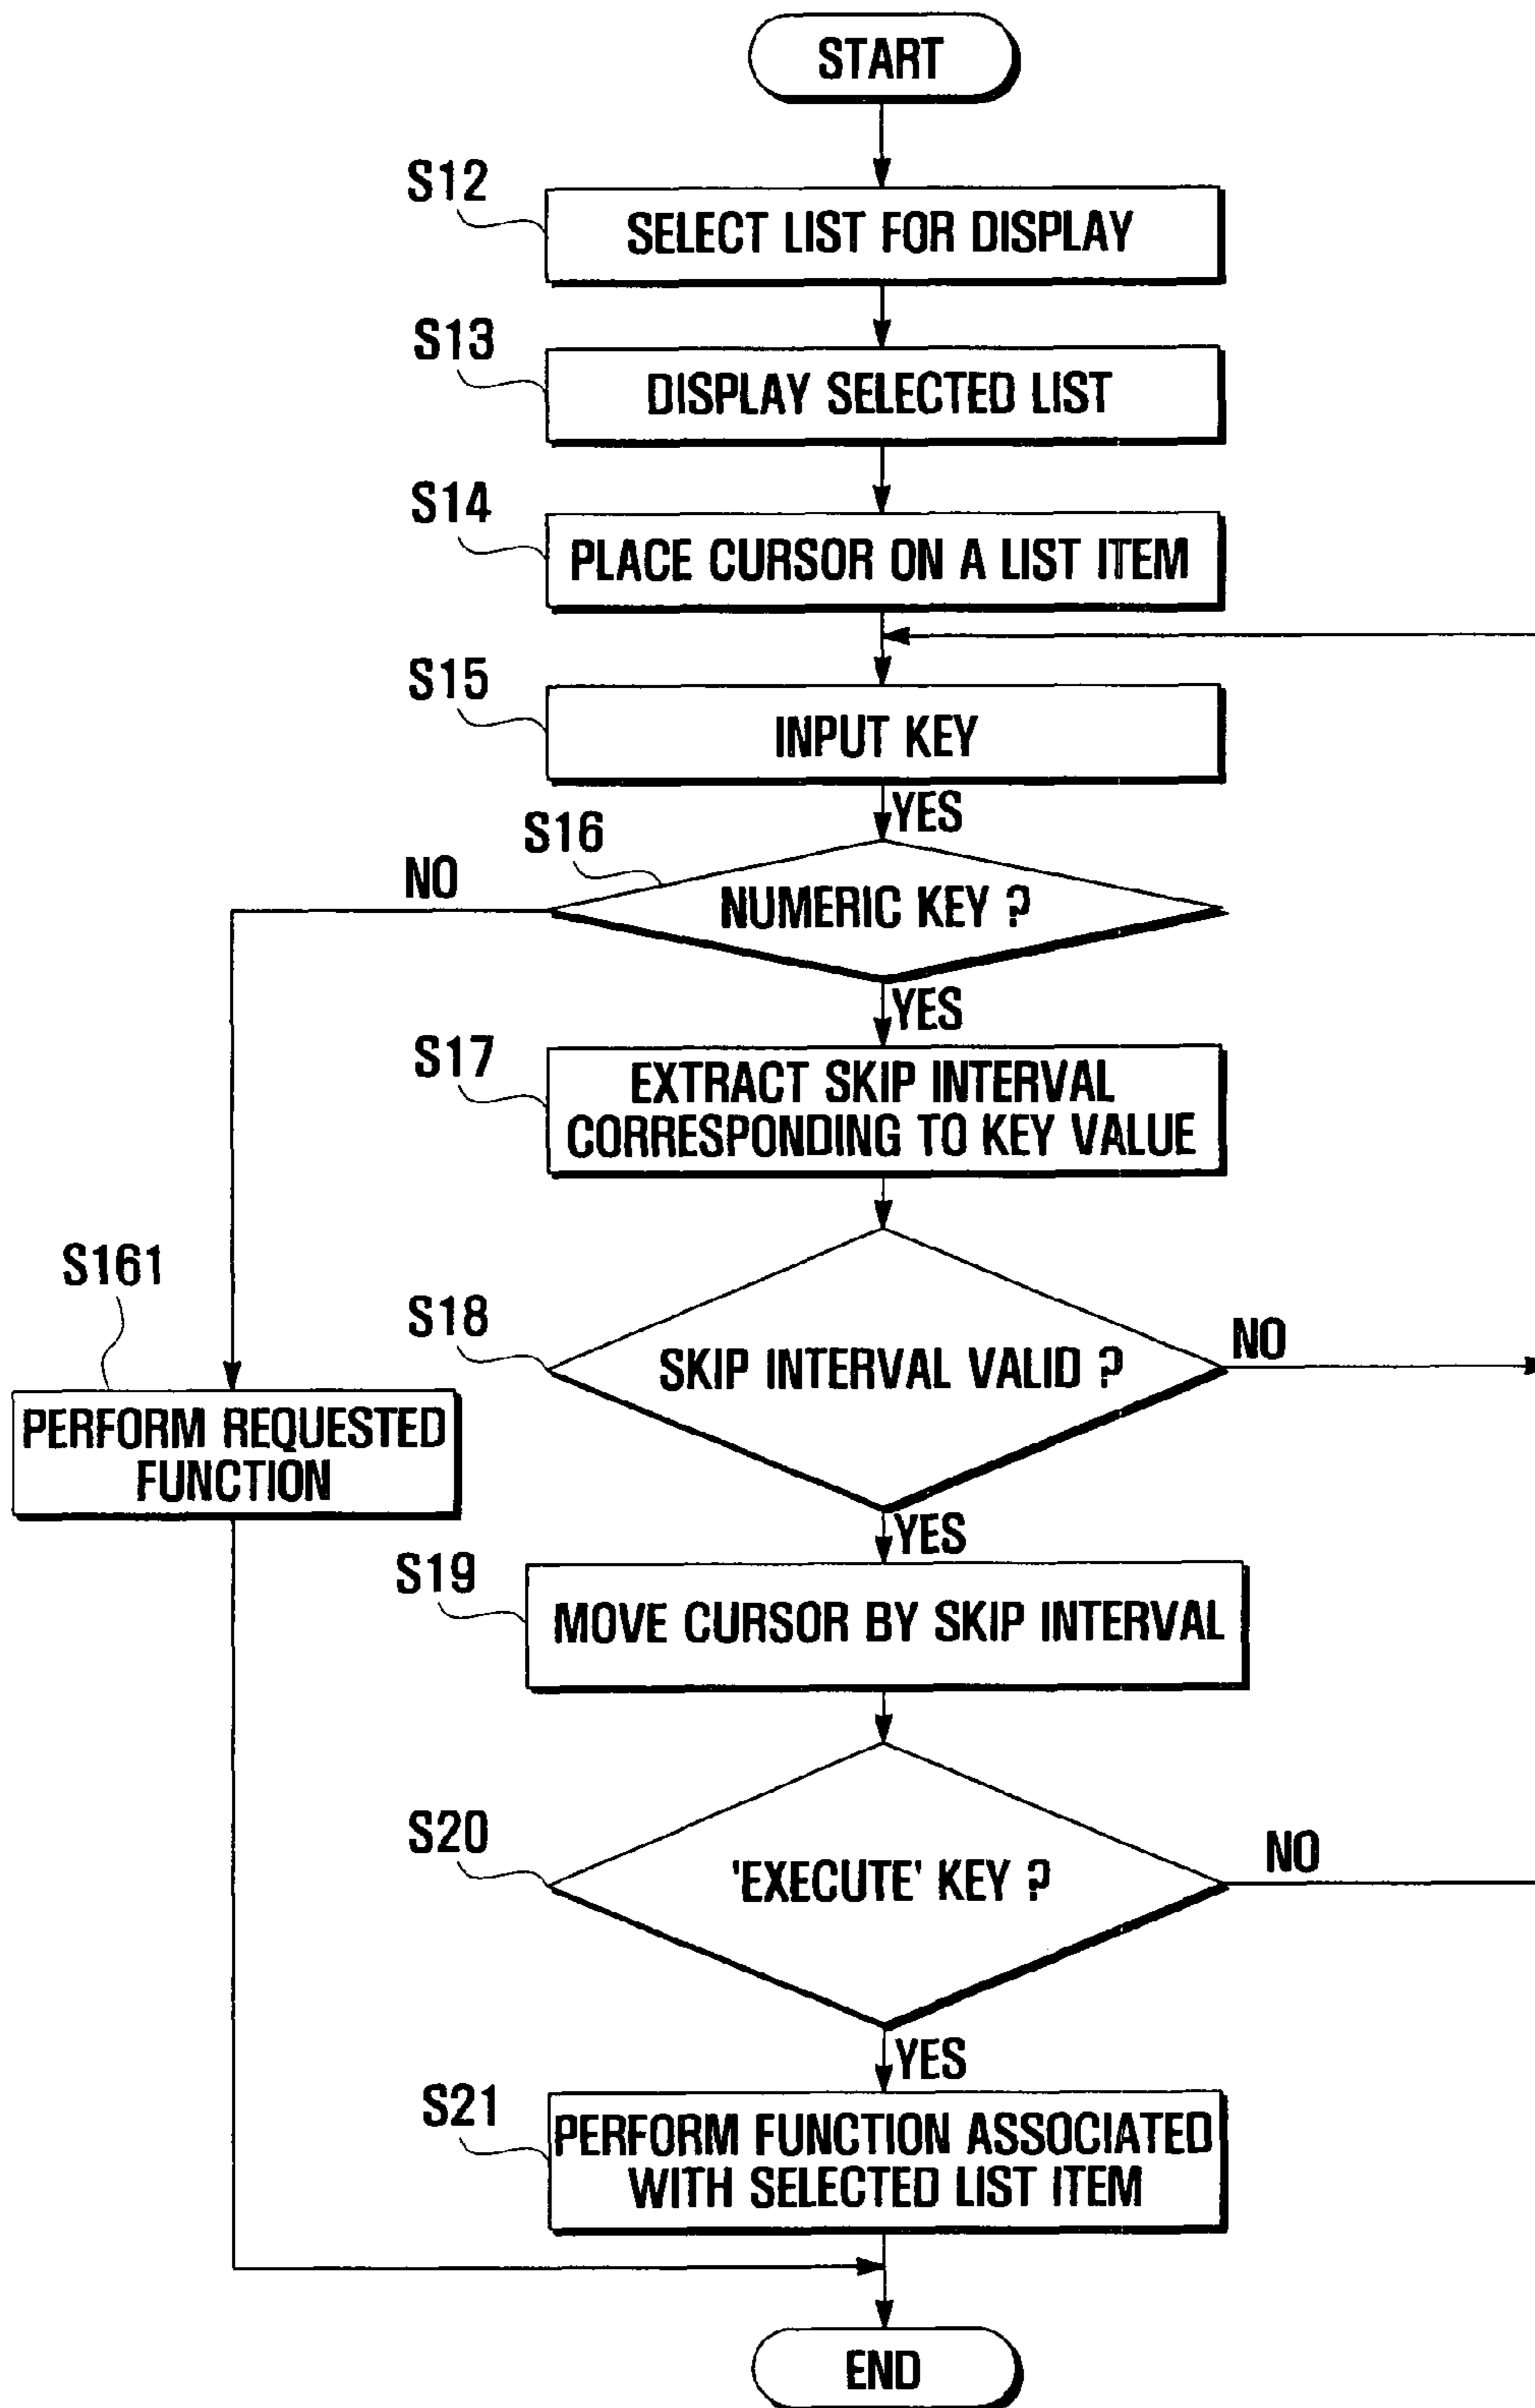 START
S12
SELECT LIST FOR DISPLAY
S13
DISPLAY SELECTED LIST
S14
PLACE CURSOR ON A LIST ITEM
S15
INPUT KEY
YES
S16
NO
NUMERIC KEY ?
YES
S17
EXTRACT SKIP INTERVAL
CORRESPONDING TO KEY VALUE
S161
S18
SKIP INTERVAL VALID ?
NO
PERFORM REQUESTED
FUNCTION
YES
S19
MOVE CURSOR BY SKIP INTERVAL
S20
'EXECUTE' KEY ?
NO
YES
S21
PERFORM FUNCTION ASSOCIATED
WITH SELECTED LIST ITEM
END